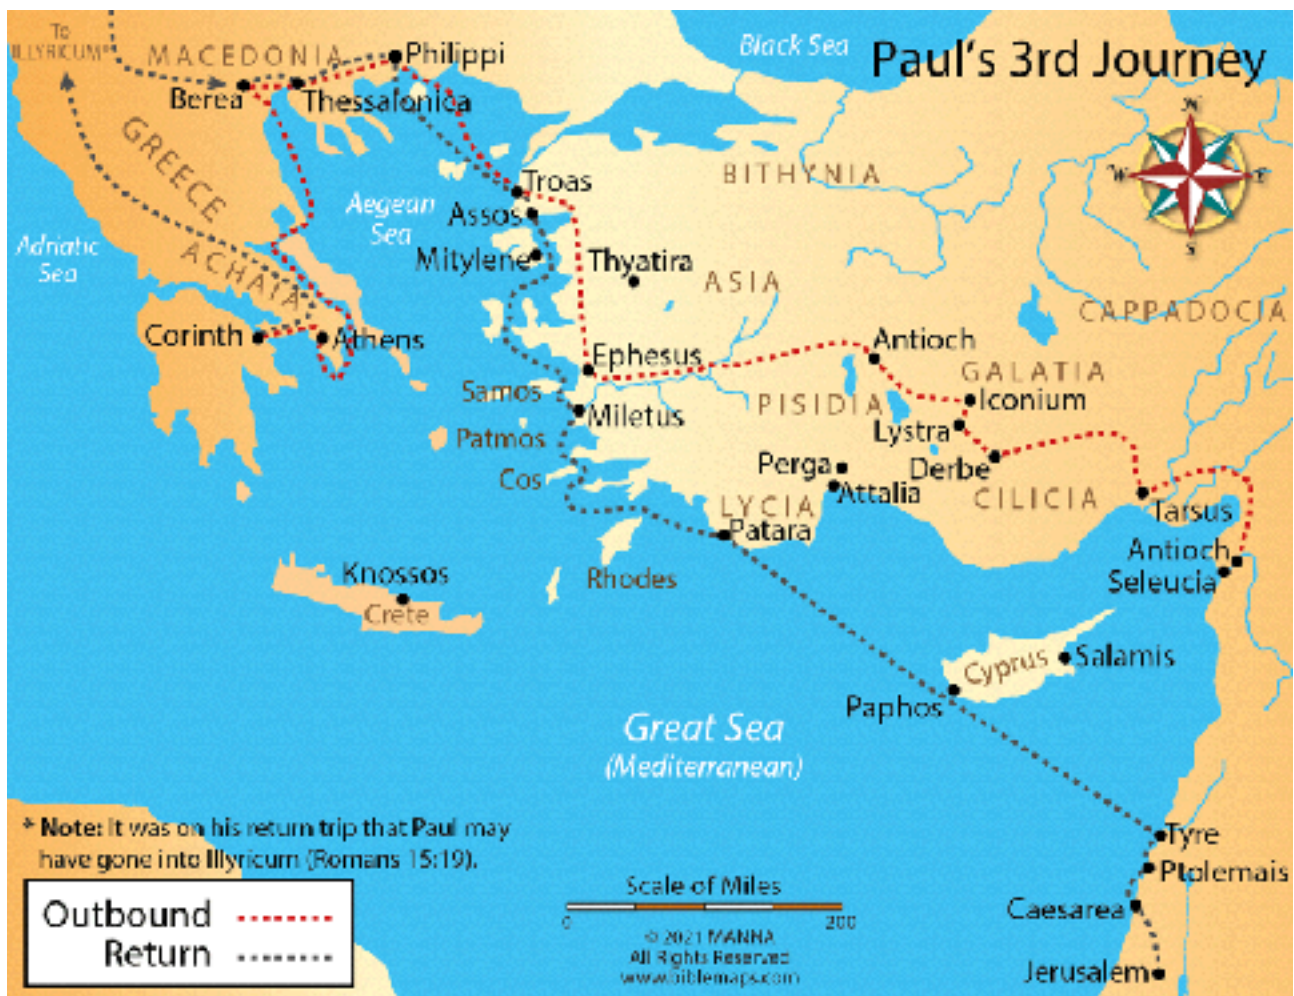 Paul's 3rd Journey
To
ILLYRICUM*
MACEDONIA
Philippi
Black Sea
Berea
Thessalonica
GREECE
BITHYNIA
Troas
Aegean
Sea
Assos
Adriatic
Sea
ACHAIA
Mitylene
Thyatira
ASIA
CAPPADOCIA
N
W
E
S
Corinth
Athens
Ephesus
Antioch
GALATIA
Samos
Miletus
PISIDIA
Iconium
Lystra
Patmos
Perga
Derbe
Cos
Attalia
LYCIA
CILICIA
Tarsus
Patara
Antioch
Seleucia
Knossos
Rhodes
Crete
Cyprus
Salamis
Paphos
Great Sea
(Mediterranean)
* Note: It was on his return trip that Paul may
have gone into Illyricum (Romans 15:19).
Tyre
Ptolemais
Caesarea
Jerusalem
Outbound
Return
Scale of Miles
0 200
© 2021 MANNA
All Rights Reserved
www.biblemaps.com